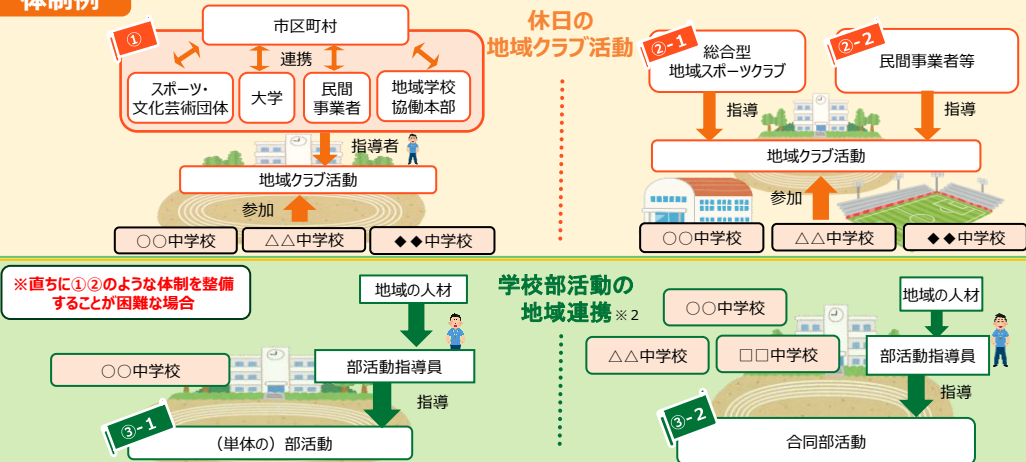 体制例
①
市区町村
連携
スポーツ・
文化芸術団体
大学
民間
事業者
地域学校
協働本部
指導者
地域クラブ活動
参加
○○中学校
△△中学校
◆◆中学校
休日の
地域クラブ活動
②-1
総合型
地域スポーツクラブ
②-2
民間事業者等
指導
指導
地域クラブ活動
参加
○○中学校
△△中学校
◆◆中学校
※直ちに①②のような体制を整備
することが困難な場合
学校部活動の
地域連携※2
地域の人材
○○中学校
部活動指導員
指導
③-1
（単体の）部活動
○○中学校
△△中学校
□□中学校
地域の人材
部活動指導員
指導
③-2
合同部活動